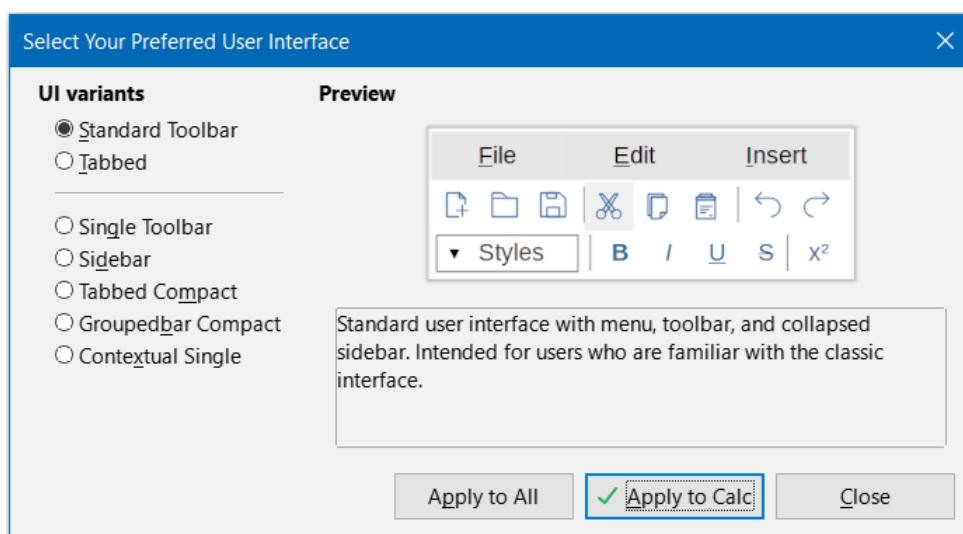 Select Your Preferred User Interface
UI variants
Standard Toolbar
Tabbed
Single Toolbar
Sidebar
Tabbed Compact
Groupedbar Compact
Contextual Single
Preview
File Edit Insert
Styles B I U S x²
Standard user interface with menu, toolbar, and collapsed
sidebar. Intended for users who are familiar with the classic
interface.
Apply to All Apply to Calc Close